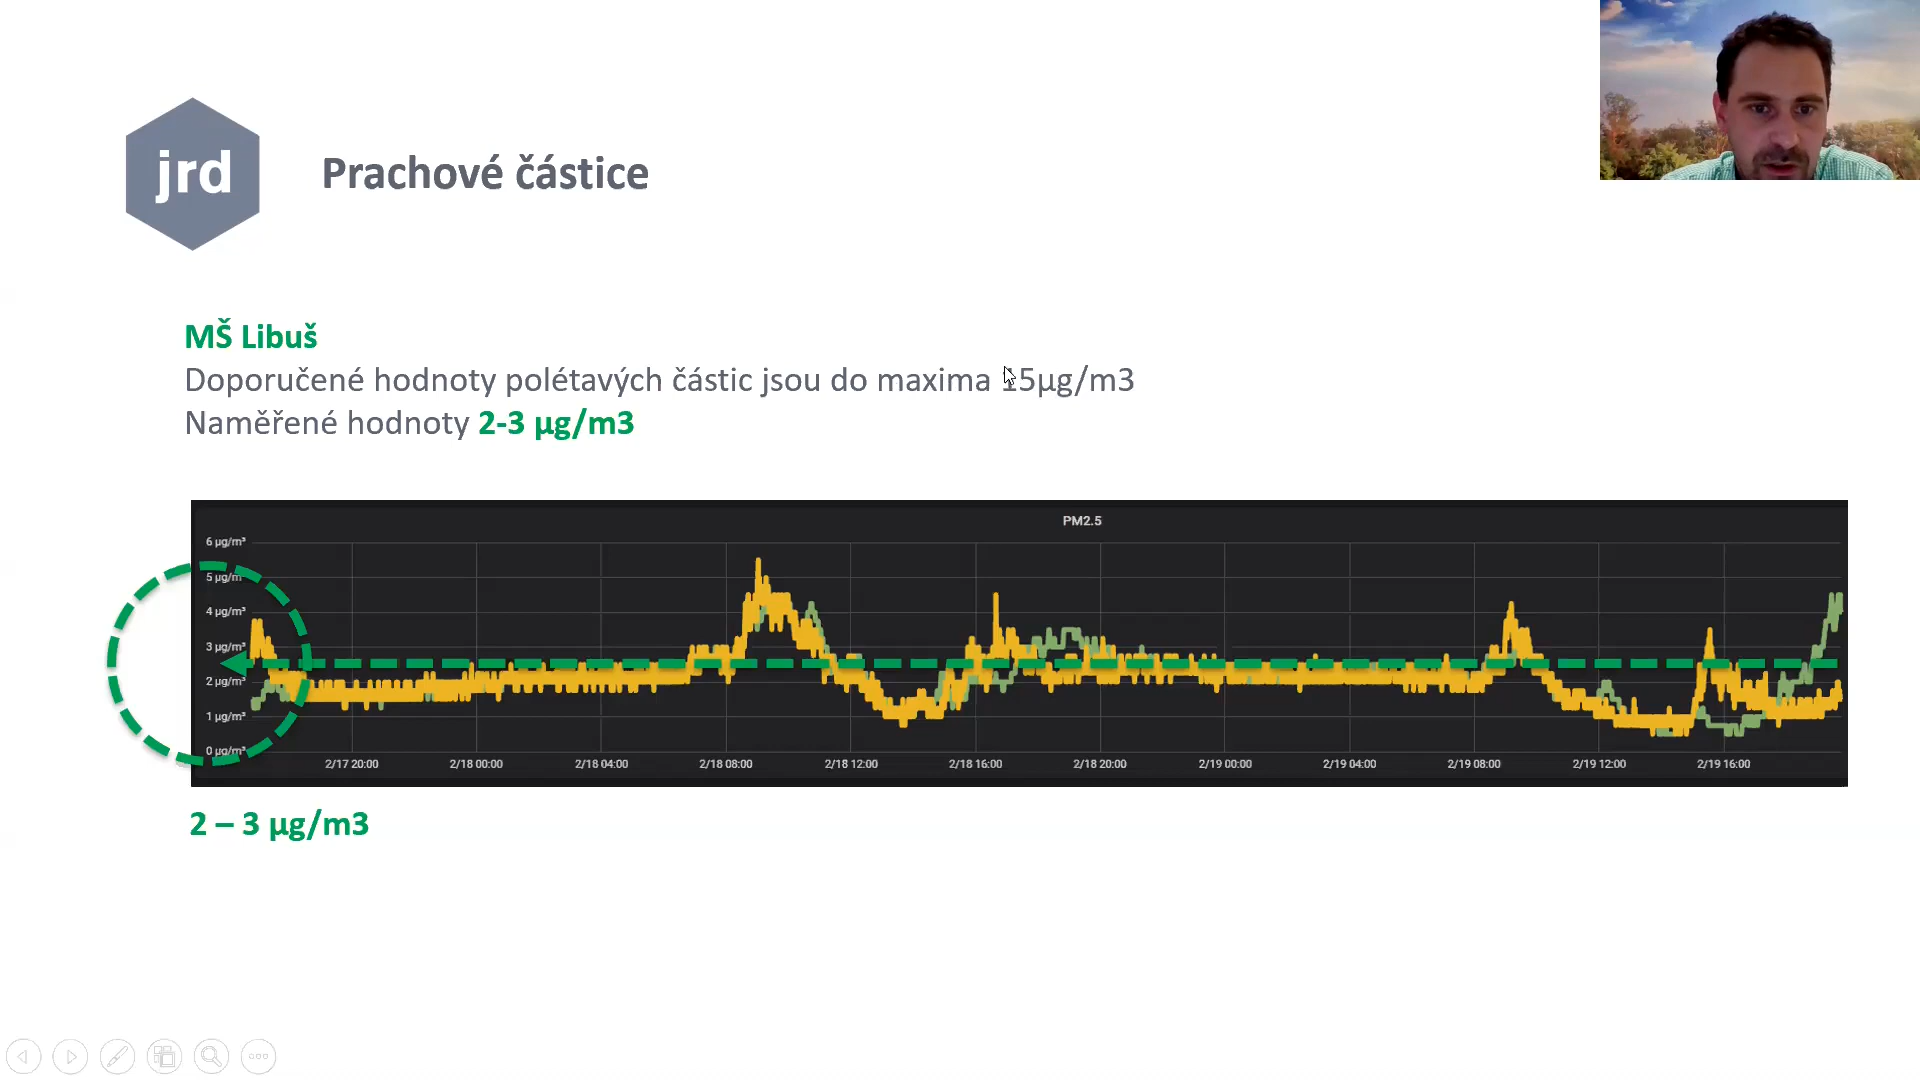 jrd
Prachové částice
MŠ Libuš
Doporučené hodnoty polétavých částic jsou do maxima 15µg/m3
Naměřené hodnoty 2-3 µg/m3
PM2.5
6 µg/m³
5 µg/m³
4 µg/m³
3 µg/m³
2 µg/m³
1 µg/m³
0 µg/m³
2/17 20:00 2/18 00:00 2/18 04:00 2/18 08:00 2/18 12:00 2/18 16:00 2/18 20:00 2/19 00:00 2/19 04:00 2/19 08:00 2/19 12:00 2/19 16:00
2 – 3 µg/m3